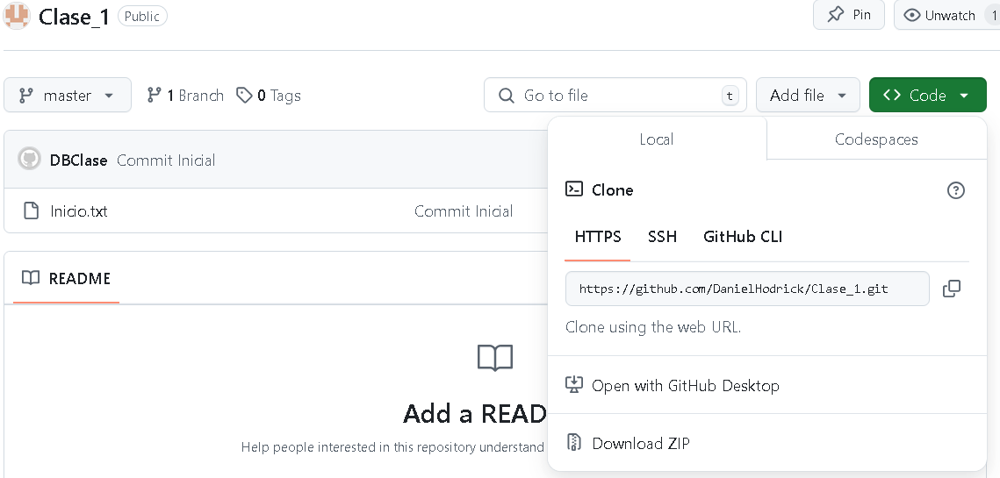 Clase_1 Public Pin Unwatch 1
master 1 Branch 0 Tags Go to file t Add file Code
Local Codespaces
DBClase Commit Inicial
Clone
Inicio.txt Commit Inicial
HTTPS SSH GitHub CLI
README
https://github.com/DanielHodrick/Clase_1.git
Clone using the web URL.
Open with GitHub Desktop
Add a READ
Help people interested in this repository understand
Download ZIP